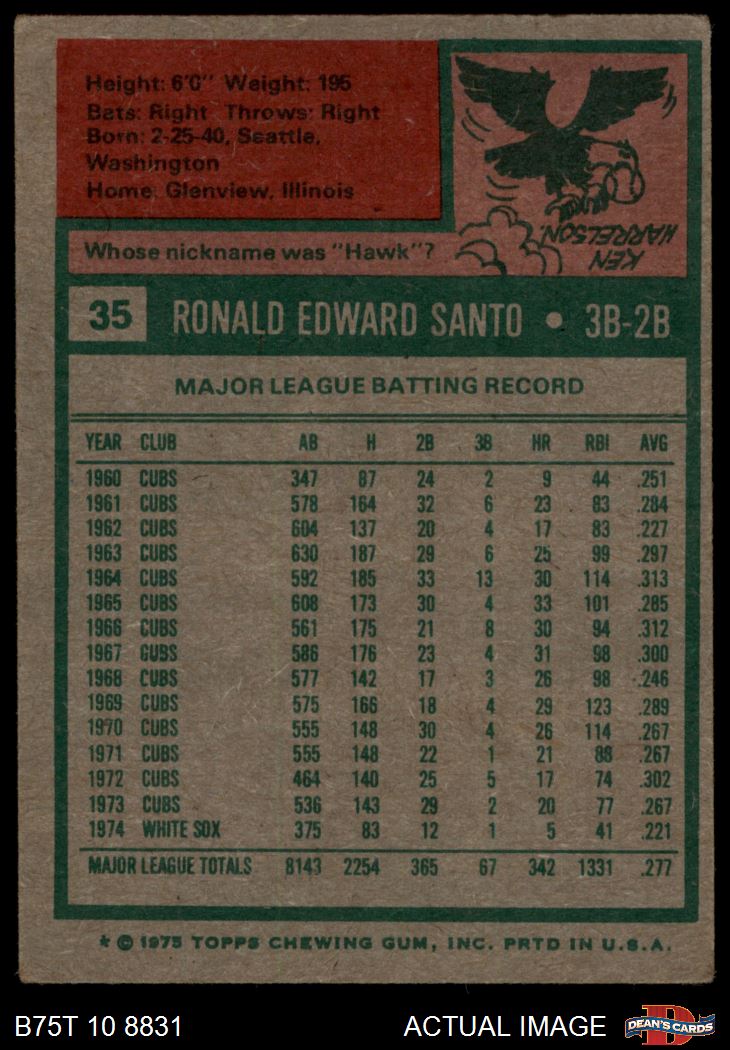 Height: 6'0" Weight: 195
Bats: Right Throws: Right
Born: 2-25-40, Seattle,
Washington
Home: Glenview, Illinois
Whose nickname was "Hawk"?
KEN
HARRELSON.
35 RONALD EDWARD SANTO • 3B-2B
MAJOR LEAGUE BATTING RECORD
YEAR CLUB AB H 2B 3B HR RBI AVG
1960 CUBS 347 87 24 2 9 44 .251
1961 CUBS 578 164 32 6 23 83 .284
1962 CUBS 604 137 20 4 17 83 .227
1963 CUBS 630 187 29 6 25 99 .297
1964 CUBS 592 185 33 13 30 114 .313
1965 CUBS 608 173 30 4 33 101 .285
1966 CUBS 561 175 21 8 30 94 .312
1967 CUBS 586 176 23 4 31 98 .300
1968 CUBS 577 142 17 3 26 98 .246
1969 CUBS 575 166 18 4 29 123 .289
1970 CUBS 555 148 30 4 26 114 .267
1971 CUBS 555 148 22 1 21 88 .267
1972 CUBS 464 140 25 5 17 74 .302
1973 CUBS 536 143 29 2 20 77 .267
1974 WHITE SOX 375 83 12 1 5 41 .221
MAJOR LEAGUE TOTALS 8143 2254 365 67 342 1331 .277
* © 1975 TOPPS CHEWING GUM, INC. PRTD IN U.S.A.
B75T 10 8831 ACTUAL IMAGE D DEAN'S CARDS